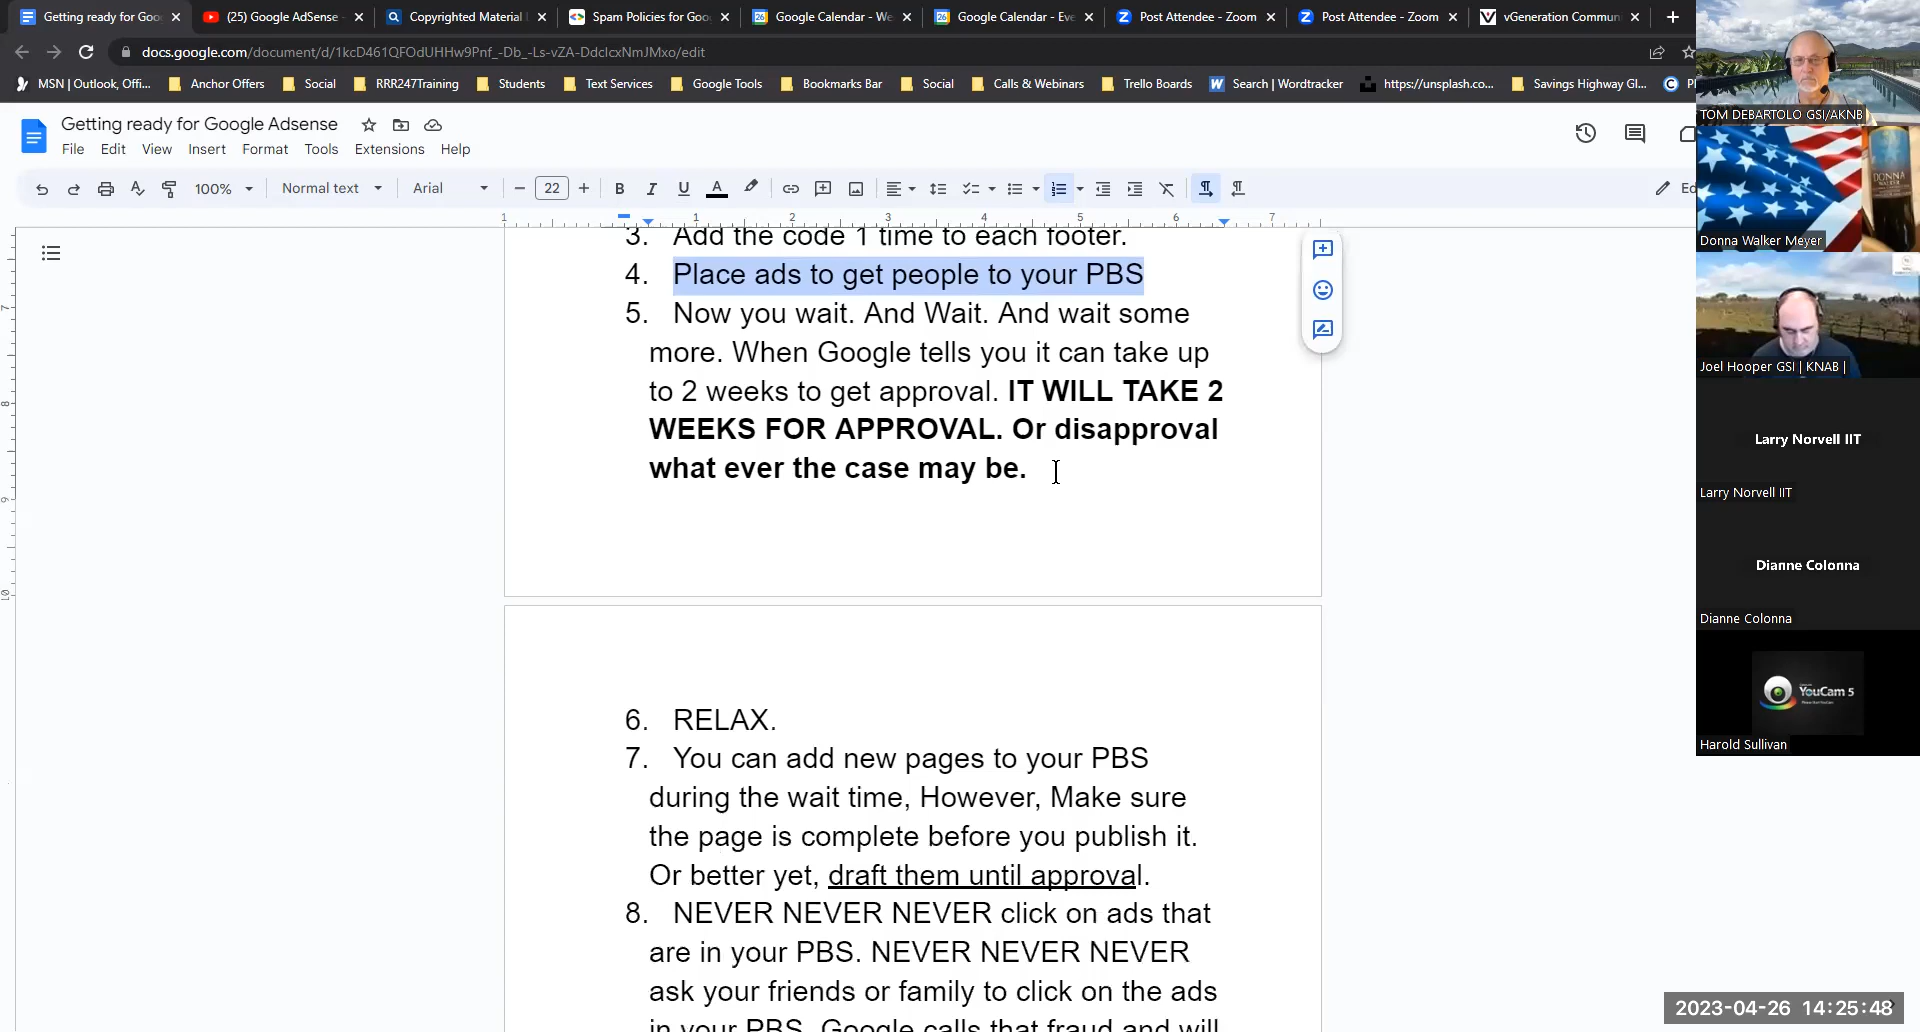 Getting ready for Goo
(25) Google AdSense -
Copyrighted Material
Spam Policies for Goo
Google Calendar - We
Google Calendar - Eve
Post Attendee - Zoom
Post Attendee - Zoom
vGeneration Commun
docs.google.com/document/d/1kcD461QFOdUHHw9Pnf_-Db_-Ls-vZA-DdclcxNmJMxo/edit
MSN | Outlook, Offi...
Anchor Offers
Social
RRR247Training
Students
Text Services
Google Tools
Bookmarks Bar
Social
Calls & Webinars
Trello Boards
Search | Wordtracker
https://unsplash.co...
Savings Highway Gl...
Getting ready for Google Adsense
File Edit View Insert Format Tools Extensions Help
100% Normal text Arial 22
3. Add the code 1 time to each footer.
4. Place ads to get people to your PBS
5. Now you wait. And Wait. And wait some
more. When Google tells you it can take up
to 2 weeks to get approval. IT WILL TAKE 2
WEEKS FOR APPROVAL. Or disapproval
what ever the case may be.
6. RELAX.
7. You can add new pages to your PBS
during the wait time, However, Make sure
the page is complete before you publish it.
Or better yet, draft them until approval.
8. NEVER NEVER NEVER click on ads that
are in your PBS. NEVER NEVER NEVER
ask your friends or family to click on the ads
in your PBS. Google calls that fraud and will
TOM DEBARTOLO GSI/AKNB
DONNA
WALKER
MEYER
Donna Walker Meyer
Joel Hooper GSI | KNAB |
Larry Norvell IIT
Larry Norvell IIT
Dianne Colonna
Dianne Colonna
YouCam 5
Harold Sullivan
2023-04-26 14:25:48